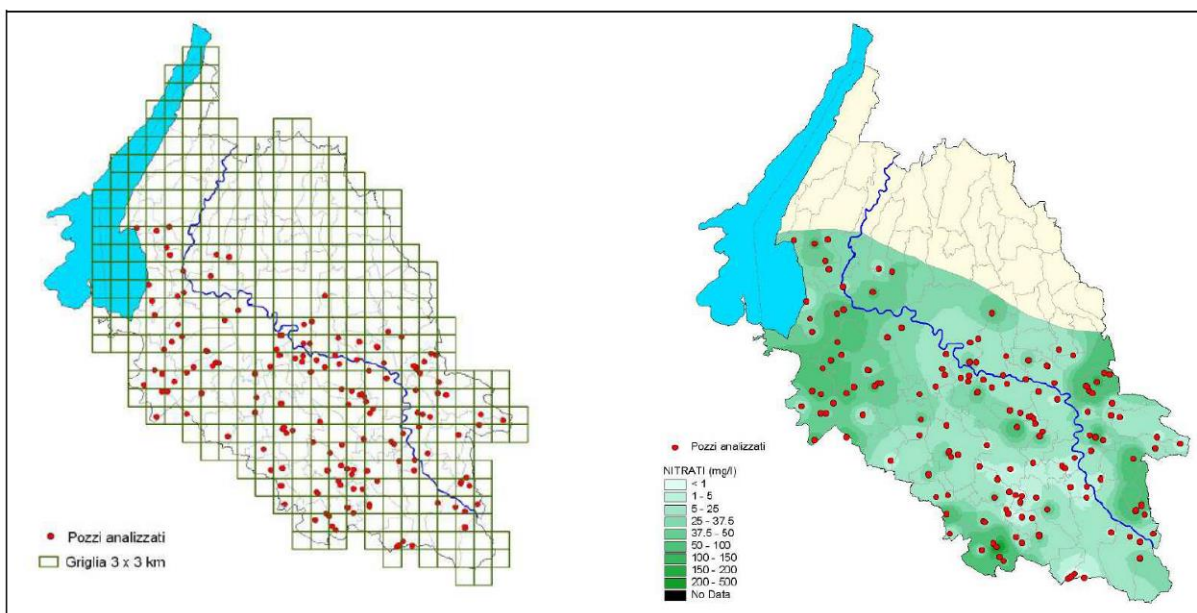 Pozzi analizzati
Griglia 3 x 3 km
Pozzi analizzati
NITRATI (mg/l)
< 1
1 - 5
5 - 25
25 - 37.5
37.5 - 50
50 - 100
100 - 150
150 - 200
200 - 500
No Data